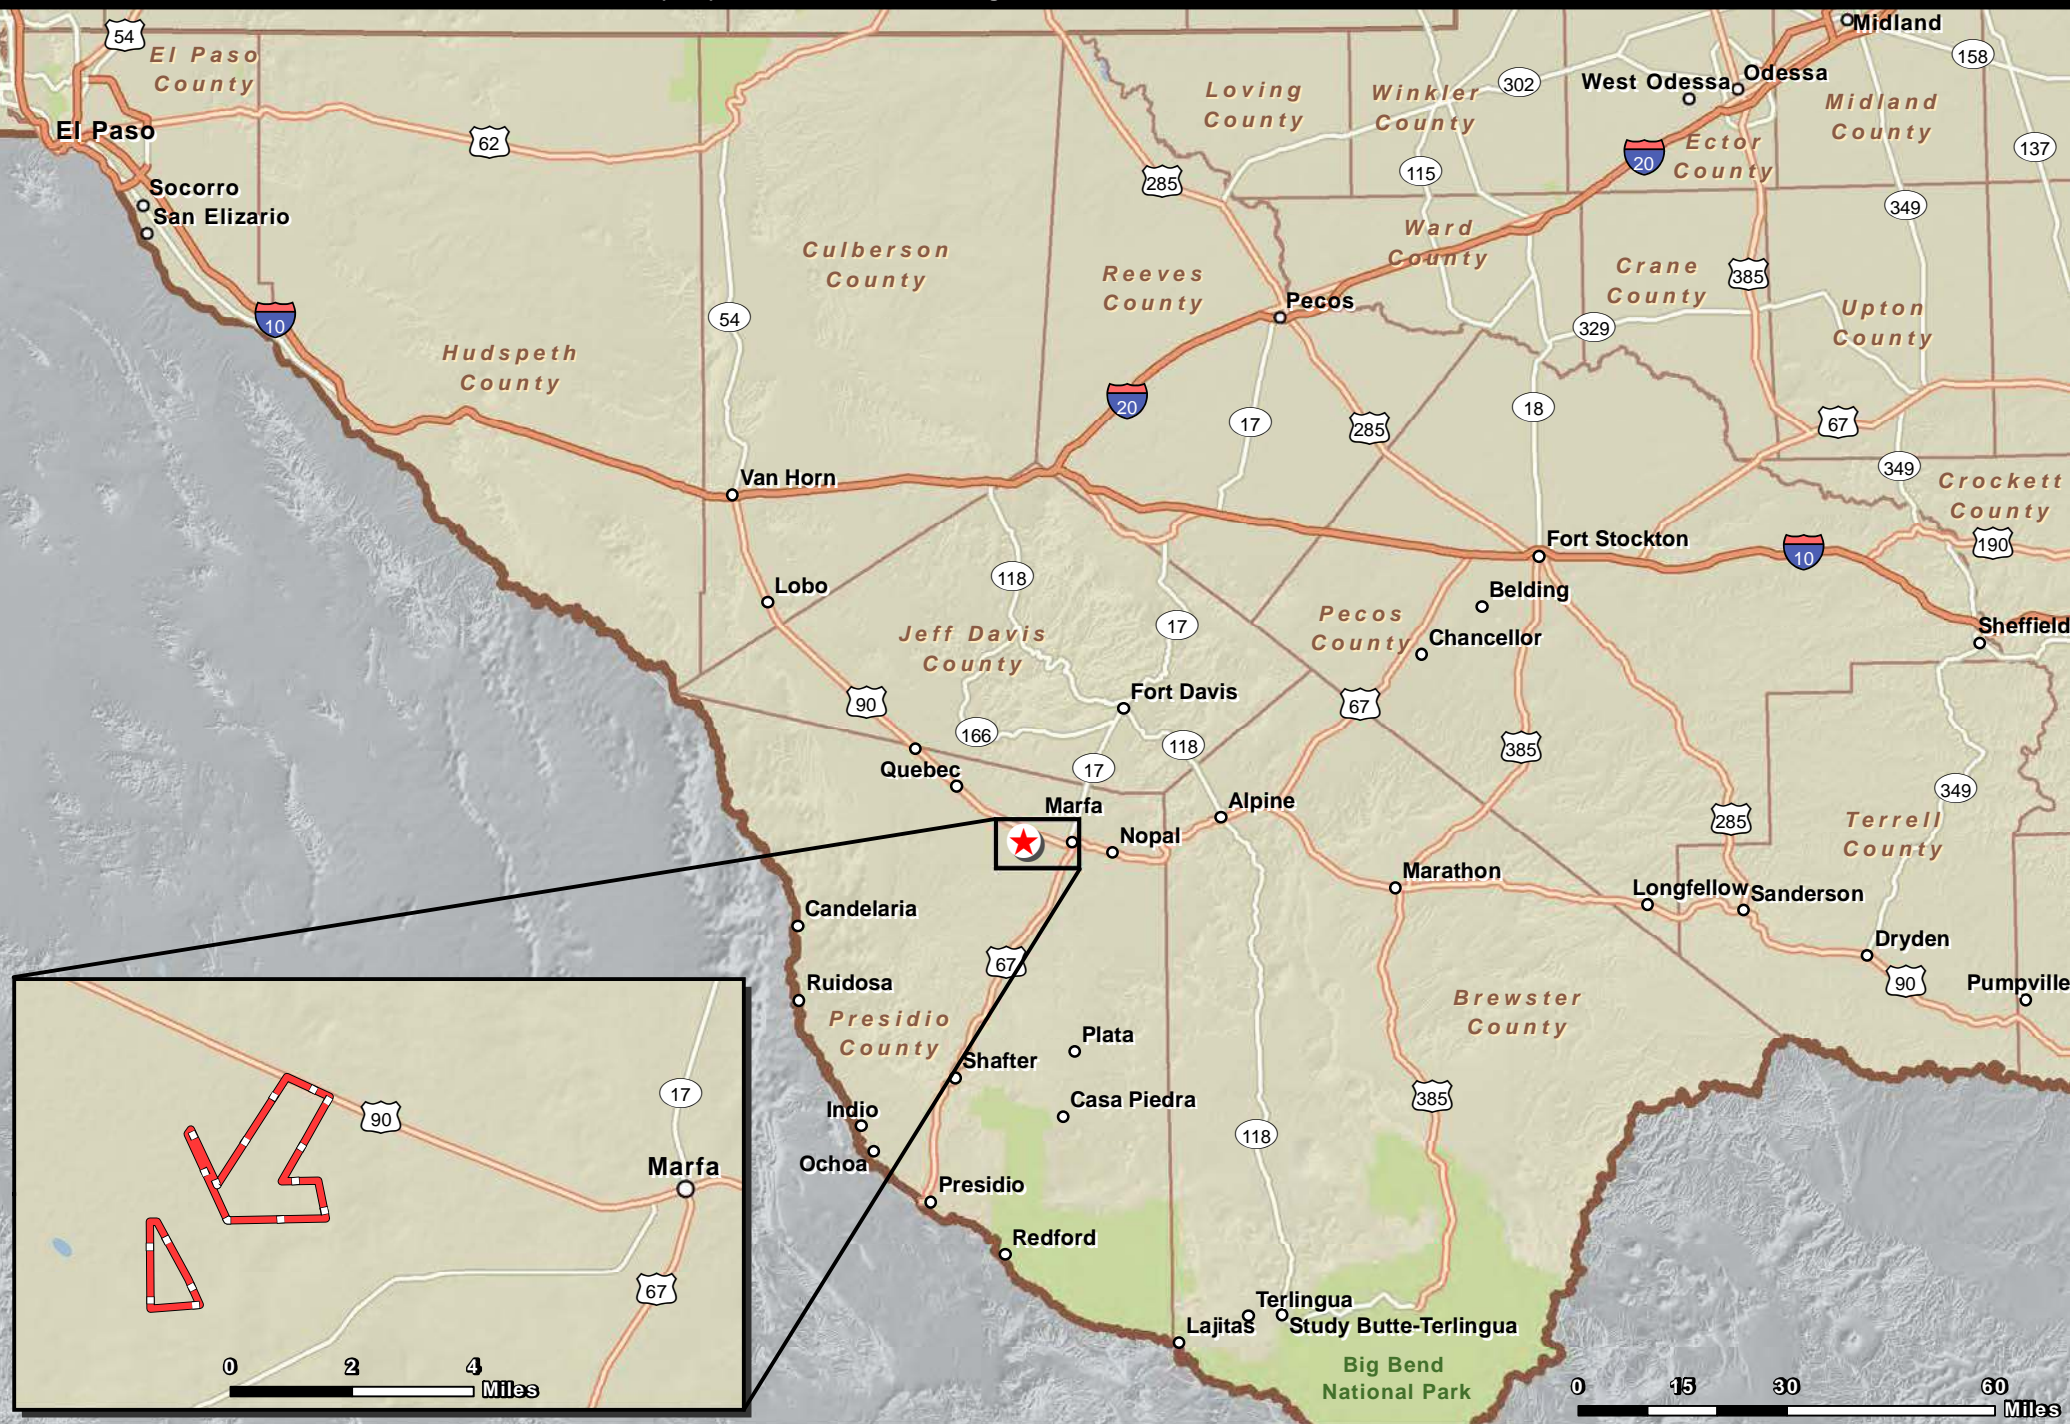 54
El Paso
County
Midland
158
West Odessa
Odessa
302
Loving
County
Winkler
County
Midland
County
El Paso
62
Ector
County
20
137
115
285
Socorro
San Elizario
349
Ward
County
Culberson
County
Reeves
County
Crane
County
385
Pecos
Upton
County
10
54
329
Hudspeth
County
20
17
285
18
67
349
Van Horn
Crockett
County
Fort Stockton
10
190
118
Lobo
Belding
Pecos
County
17
Jeff Davis
County
Chancellor
Sheffield
Fort Davis
90
67
166
118
385
Quebec
17
349
Marfa
Alpine
285
Terrell
County
Nopal
Marathon
Longfellow
Sanderson
Candelaria
Dryden
67
90
Pumpville
Ruidosa
Brewster
County
Presidio
County
Plata
Shafter
17
385
Casa Piedra
Indio
90
118
Ochoa
Marfa
Presidio
Redford
67
Terlingua
Lajitas
Study Butte-Terlingua
Big Bend
National Park
0 2 4
Miles
0 15 30 60
Miles